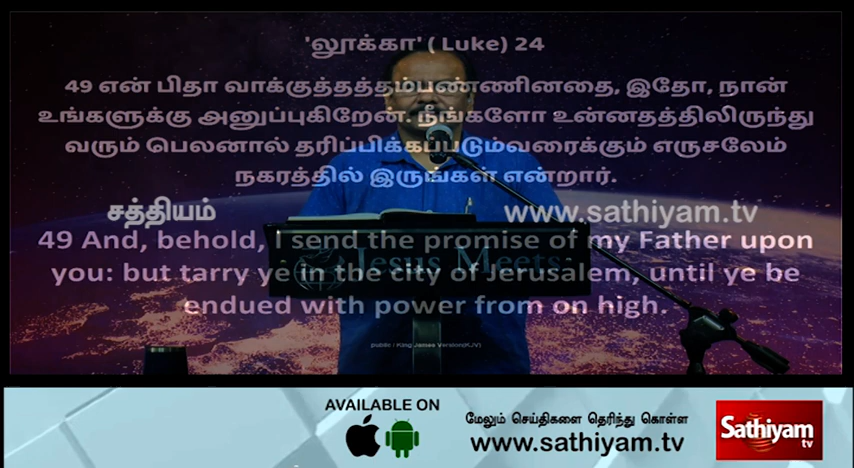 'லூக்கா' ( Luke) 24
49 என் பிதா வாக்குத்தத்தம்பண்ணினதை, இதோ, நான்
உங்களுக்கு அனுப்புகிறேன். நீங்களோ உன்னதத்திலிருந்து
வரும் பெலனால் தரிப்பிக்கப்படும்வரைக்கும் எருசலேம்
நகரத்தில் இருங்கள் என்றார்.
சத்தியம் www.sathiyam.tv
49 And, behold, I send the promise of my Father upon
you: but tarry ye in the city of Jerusalem, until ye be
endued with power from on high.
Jesus Meets
public / King James Version(KJV)
AVAILABLE ON
மேலும் செய்திகளை தெரிந்து கொள்ள
www.sathiyam.tv
Sathiyam
tv